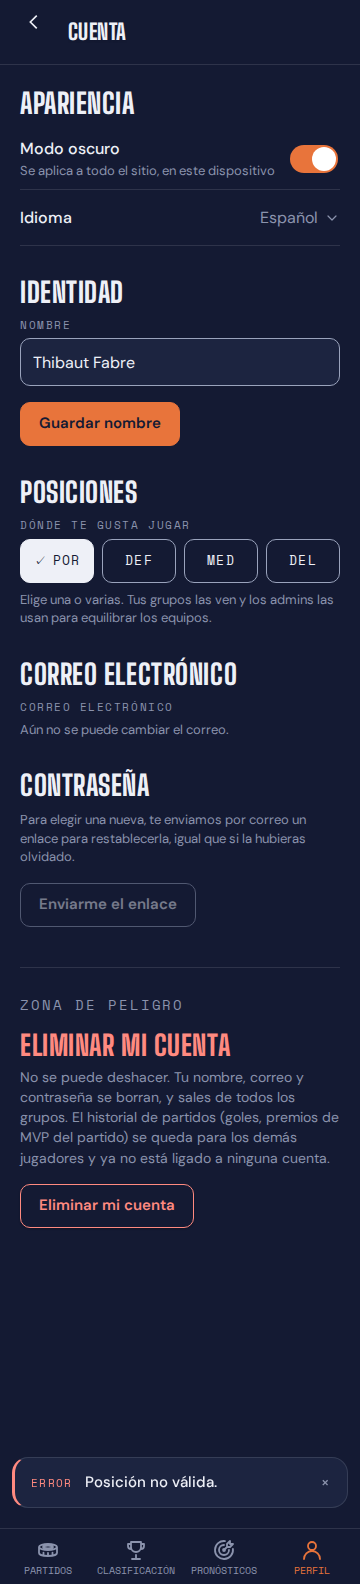 CUENTA
APARIENCIA
Modo oscuro
Se aplica a todo el sitio, en este dispositivo
Idioma
Español
IDENTIDAD
NOMBRE
Thibaut Fabre
Guardar nombre
POSICIONES
DÓNDE TE GUSTA JUGAR
✓ POR
DEF
MED
DEL
Elige una o varias. Tus grupos las ven y los admins las
usan para equilibrar los equipos.
CORREO ELECTRÓNICO
CORREO ELECTRÓNICO
Aún no se puede cambiar el correo.
CONTRASEÑA
Para elegir una nueva, te enviamos por correo un
enlace para restablecerla, igual que si la hubieras
olvidado.
Enviarme el enlace
ZONA DE PELIGRO
ELIMINAR MI CUENTA
No se puede deshacer. Tu nombre, correo y
contraseña se borran, y sales de todos los
grupos. El historial de partidos (goles, premios de
MVP del partido) se queda para los demás
jugadores y ya no está ligado a ninguna cuenta.
Eliminar mi cuenta
ERROR Posición no válida. ×
PARTIDOS
CLASIFICACIÓN
PRONÓSTICOS
PERFIL